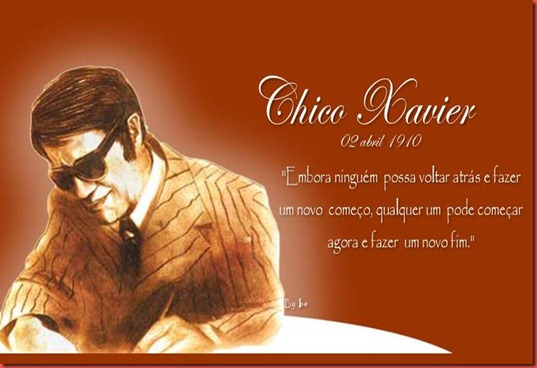 Chico Xavier
02 abril 1910
"Embora ninguém possa voltar atrás e fazer
um novo começo, qualquer um pode começar
agora e fazer um novo fim."